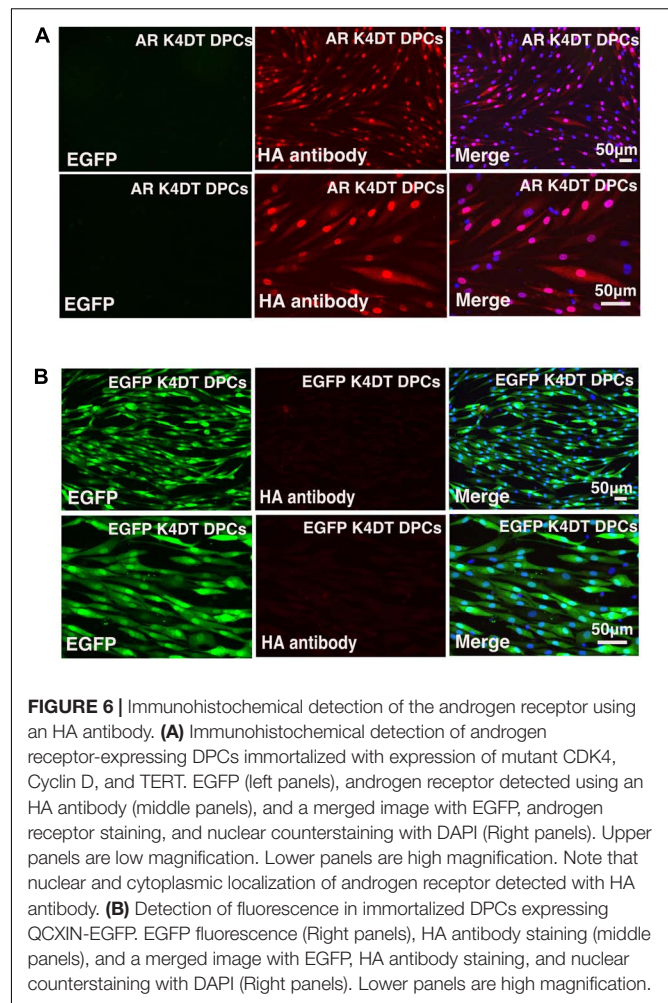 A
AR K4DT DPCs
AR K4DT DPCs
AR K4DT DPCs
EGFP
HA antibody
Merge
50µm
AR K4DT DPCs
AR K4DT DPCs
AR K4DT DPCs
EGFP
HA antibody
Merge
50µm
B
EGFP K4DT DPCs
EGFP K4DT DPCs
EGFP K4DT DPCs
EGFP
HA antibody
Merge
50µm
EGFP K4DT DPCs
EGFP K4DT DPCs
EGFP K4DT DPCs
EGFP
HA antibody
Merge
50µm
FIGURE 6 | Immunohistochemical detection of the androgen receptor using
an HA antibody. (A) Immunohistochemical detection of androgen
receptor-expressing DPCs immortalized with expression of mutant CDK4,
Cyclin D, and TERT. EGFP (left panels), androgen receptor detected using an
HA antibody (middle panels), and a merged image with EGFP, androgen
receptor staining, and nuclear counterstaining with DAPI (Right panels). Upper
panels are low magnification. Lower panels are high magnification. Note that
nuclear and cytoplasmic localization of androgen receptor detected with HA
antibody. (B) Detection of fluorescence in immortalized DPCs expressing
QCXIN-EGFP. EGFP fluorescence (Right panels), HA antibody staining (middle
panels), and a merged image with EGFP, HA antibody staining, and nuclear
counterstaining with DAPI (Right panels). Lower panels are high magnification.